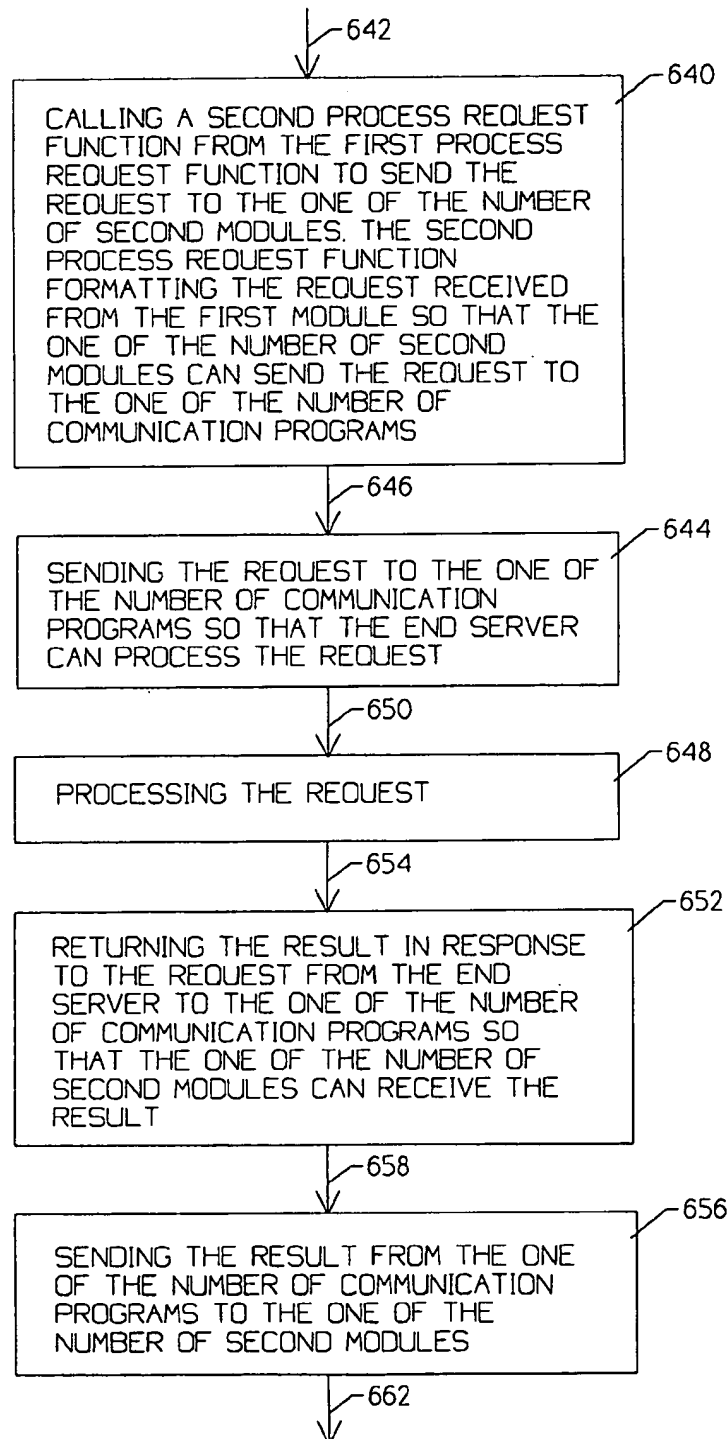 642
640
CALLING A SECOND PROCESS REQUEST
FUNCTION FROM THE FIRST PROCESS
REQUEST FUNCTION TO SEND THE
REQUEST TO THE ONE OF THE NUMBER
OF SECOND MODULES. THE SECOND
PROCESS REQUEST FUNCTION
FORMATTING THE REQUEST RECEIVED
FROM THE FIRST MODULE SO THAT THE
ONE OF THE NUMBER OF SECOND
MODULES CAN SEND THE REQUEST TO
THE ONE OF THE NUMBER OF
COMMUNICATION PROGRAMS
646
644
SENDING THE REQUEST TO THE ONE OF
THE NUMBER OF COMMUNICATION
PROGRAMS SO THAT THE END SERVER
CAN PROCESS THE REQUEST
650
648
PROCESSING THE REQUEST
654
652
RETURNING THE RESULT IN RESPONSE
TO THE REQUEST FROM THE END
SERVER TO THE ONE OF THE NUMBER
OF COMMUNICATION PROGRAMS SO
THAT THE ONE OF THE NUMBER OF
SECOND MODULES CAN RECEIVE THE
RESULT
658
656
SENDING THE RESULT FROM THE ONE
OF THE NUMBER OF COMMUNICATION
PROGRAMS TO THE ONE OF THE
NUMBER OF SECOND MODULES
662